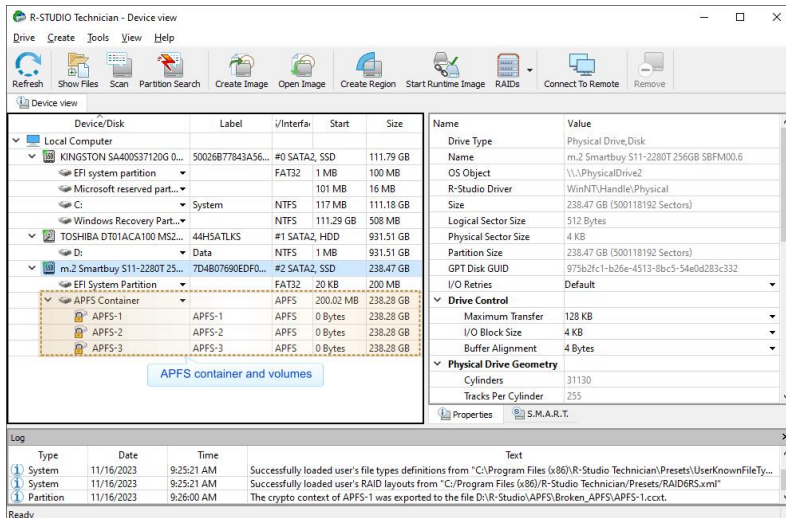 R-STUDIO Technician - Device view
Drive Create Tools View Help
Refresh Show Files Scan Partition Search Create Image Open Image Create Region Start Runtime Image RAIDs Connect To Remote Remove
Device view
Device/Disk Label s/Interfa Start Size
Local Computer
KINGSTON SA400S37120G 0... 50026B77843A56... #0 SATA2, SSD 111.79 GB
EFI system partition FAT32 1 MB 100 MB
Microsoft reserved part... 101 MB 16 MB
C: System NTFS 117 MB 111.18 GB
Windows Recovery Part... NTFS 111.29 GB 508 MB
TOSHIBA DT01ACA100 MS2... 44H5ATLKS #1 SATA2, HDD 931.51 GB
D: Data NTFS 1 MB 931.51 GB
m.2 Smartbuy S11-2280T 25... 7D4B07690EDF0... #2 SATA2, SSD 238.47 GB
EFI System Partition FAT32 20 KB 200 MB
APFS Container APFS 200.02 MB 238.28 GB
APFS-1 APFS-1 APFS 0 Bytes 238.28 GB
APFS-2 APFS-2 APFS 0 Bytes 238.28 GB
APFS-3 APFS-3 APFS 0 Bytes 238.28 GB
APFS container and volumes
Name Value
Drive Type Physical Drive,Disk
Name m.2 Smartbuy S11-2280T 256GB SBFM00.6
OS Object \\.\PhysicalDrive2
R-Studio Driver WinNT\Handle\Physical
Size 238.47 GB (500118192 Sectors)
Logical Sector Size 512 Bytes
Physical Sector Size 4 KB
Partition Size 238.47 GB (500118192 Sectors)
GPT Disk GUID 975b2fc1-b26e-4513-8bc5-54e0d283c332
I/O Retries Default
Drive Control
Maximum Transfer 128 KB
I/O Block Size 4 KB
Buffer Alignment 4 Bytes
Physical Drive Geometry
Cylinders 31130
Tracks Per Cylinder 255
Properties S.M.A.R.T.
Log
Type Date Time Text
System 11/16/2023 9:25:21 AM Successfully loaded user's file types definitions from "C:\Program Files (x86)\R-Studio Technician\Presets\UserKnownFileTy...
System 11/16/2023 9:25:21 AM Successfully loaded user's RAID layouts from "C:/Program Files (x86)/R-Studio Technician/Presets/RAID6RS.xml"
Partition 11/16/2023 9:26:00 AM The crypto context of APFS-1 was exported to the file D:\R-Studio\APFS\Broken_APFS\APFS-1.ccxt.
Ready